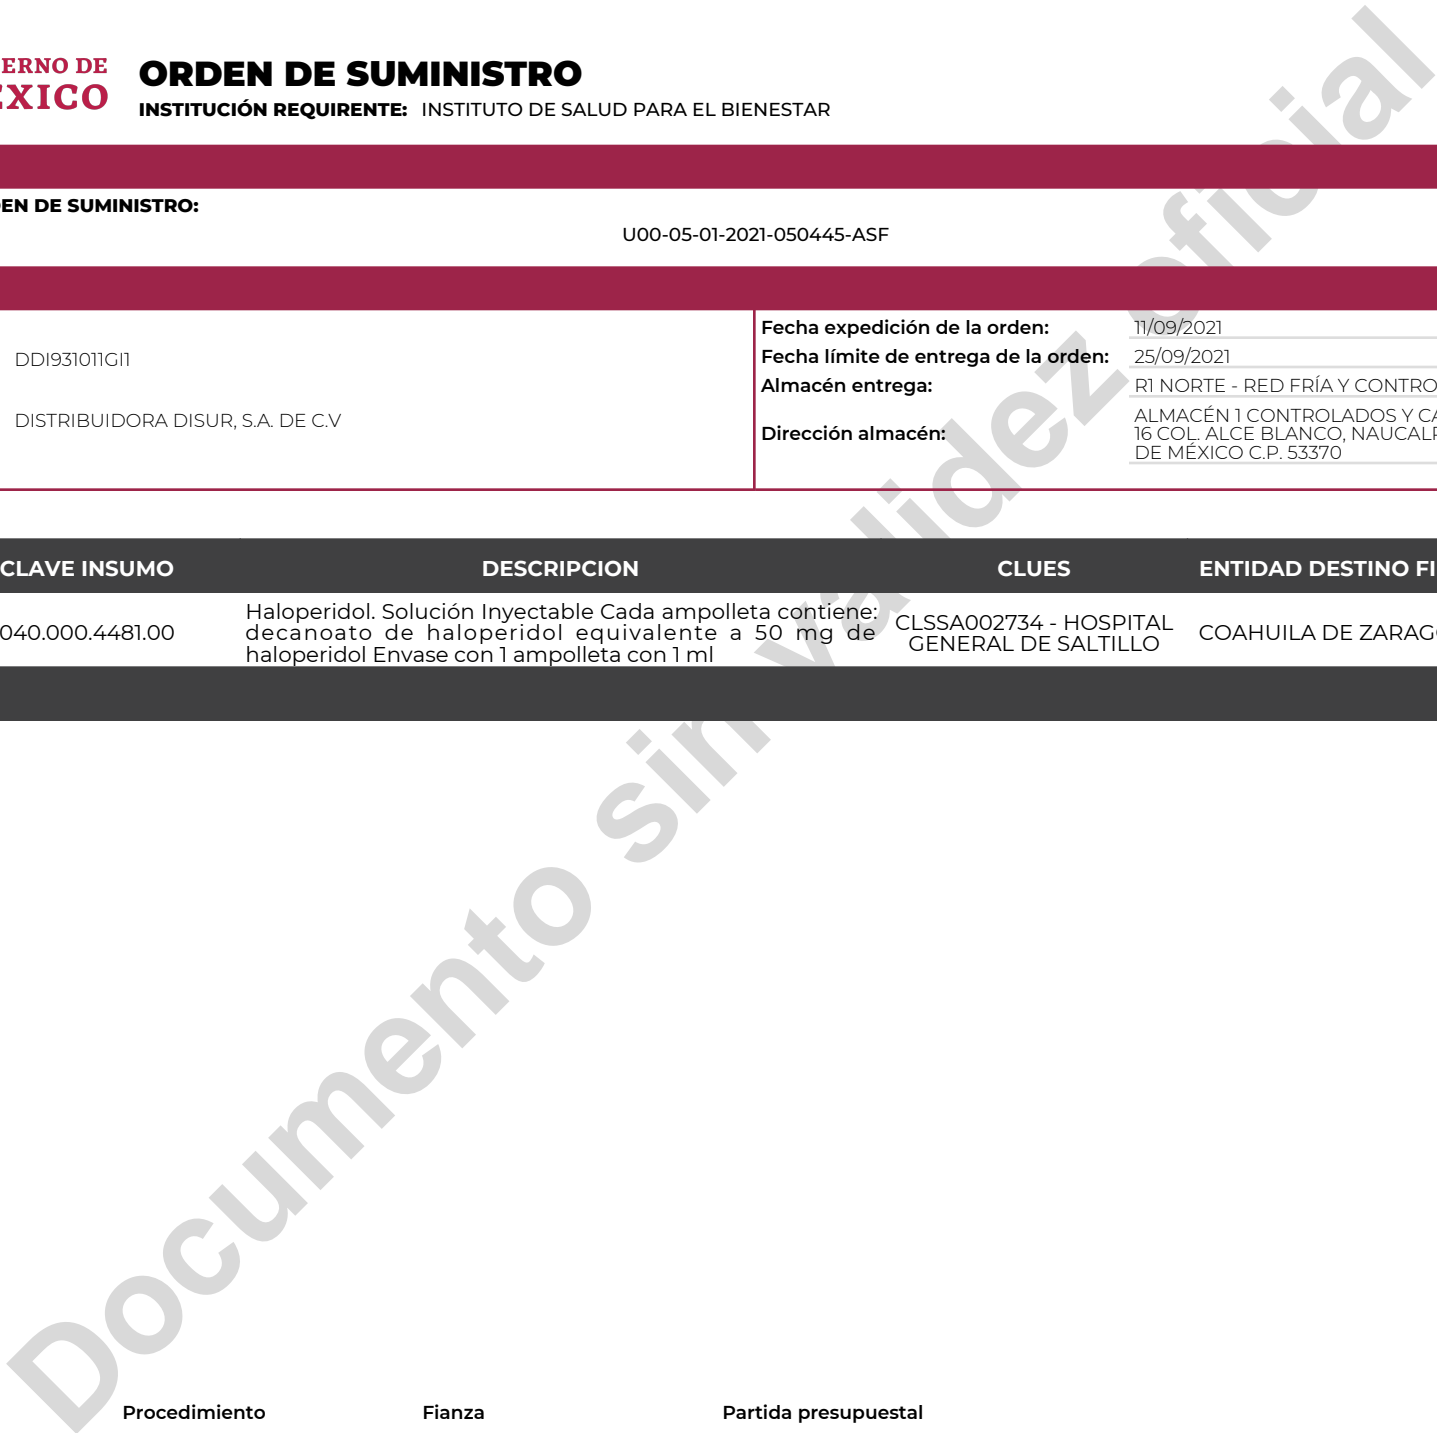 ERNO DE
ÉXICO
ORDEN DE SUMINISTRO
INSTITUCIÓN REQUIRENTE: INSTITUTO DE SALUD PARA EL BIENESTAR
EN DE SUMINISTRO:
U00-05-01-2021-050445-ASF
DDI931011GI1
DISTRIBUIDORA DISUR, S.A. DE C.V
Fecha expedición de la orden: 11/09/2021
Fecha límite de entrega de la orden: 25/09/2021
Almacén entrega: R1 NORTE - RED FRÍA Y CONTRO
Dirección almacén: ALMACÉN 1 CONTROLADOS Y CA
16 COL. ALCE BLANCO, NAUCALP
DE MÉXICO C.P. 53370
CLAVE INSUMO DESCRIPCION CLUES ENTIDAD DESTINO FI
040.000.4481.00
Haloperidol. Solución Inyectable Cada ampolleta contiene:
decanoato de haloperidol equivalente a 50 mg de
haloperidol Envase con 1 ampolleta con 1 ml
CLSSA002734 - HOSPITAL
GENERAL DE SALTILLO
COAHUILA DE ZARAG
Documento sin validez oficial
Procedimiento Fianza Partida presupuestal